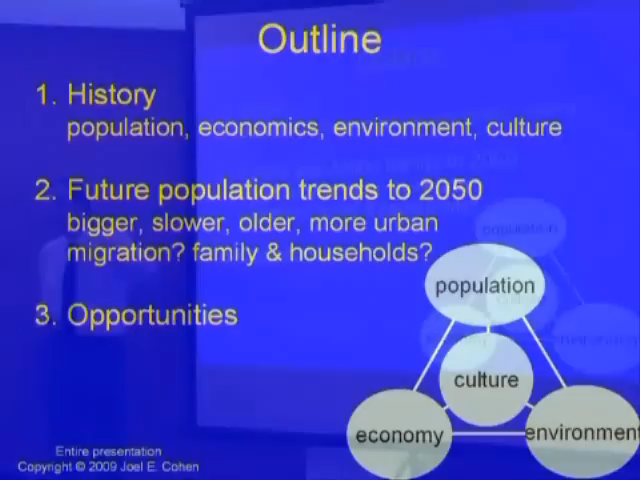 Outline
1. History
population, economics, environment, culture
2. Future population trends to 2050
bigger, slower, older, more urban
migration? family & households?
3. Opportunities
population
culture
economy
environment
Entire presentation
Copyright © 2009 Joel E. Cohen